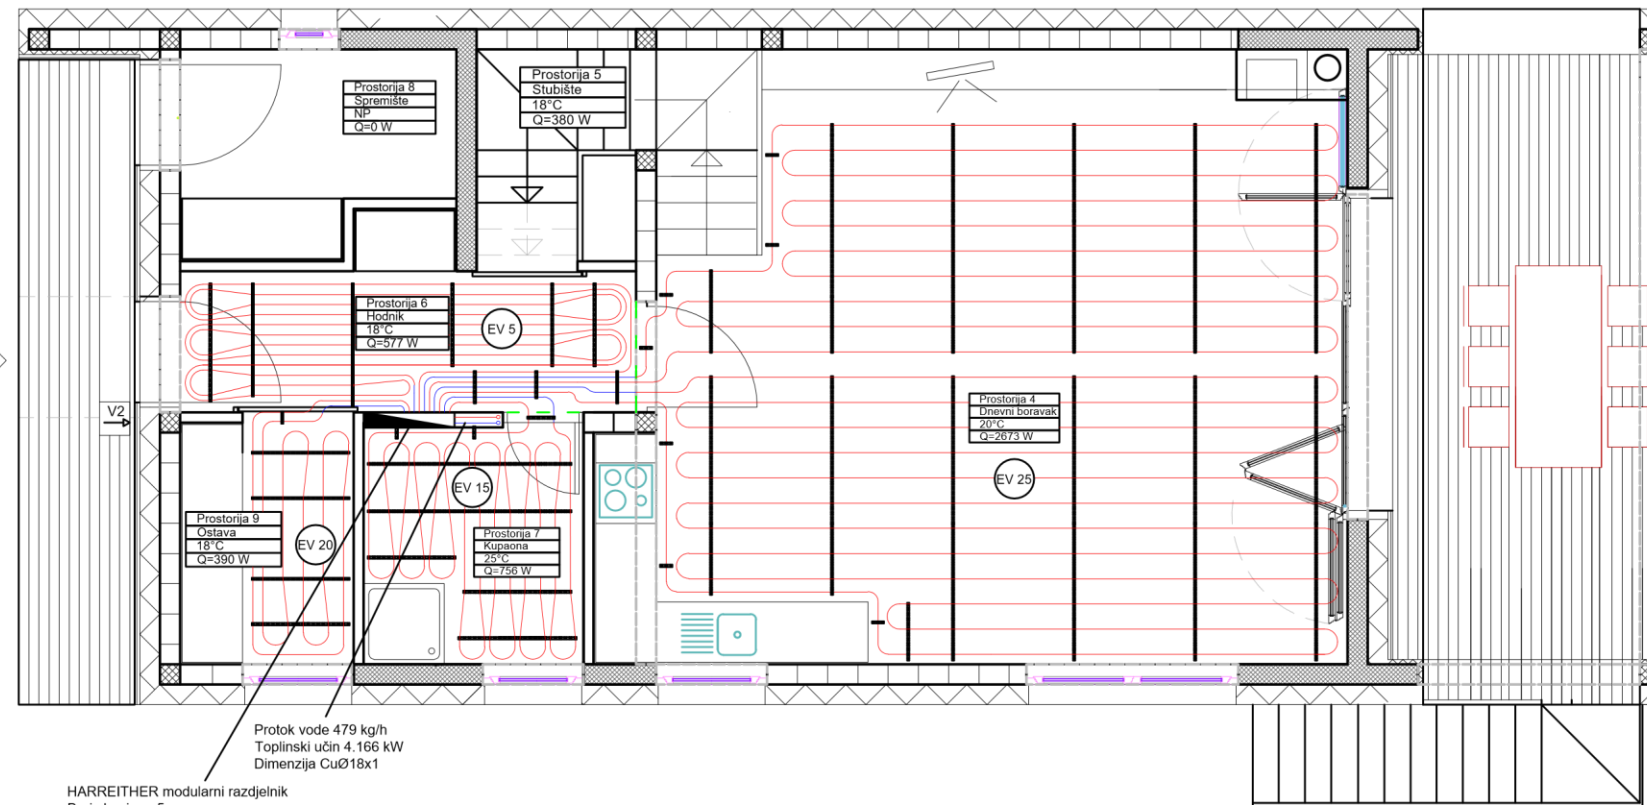 Prostorija 8
Spremište
NP
Q=0 W
Prostorija 5
Stubište
18°C
Q=380 W
Prostorija 6
Hodnik
18°C
Q=577 W
EV 5
V2
Prostorija 4
Dnevni boravak
20°C
Q=2673 W
EV 25
EV 15
Prostorija 9
Ostava
18°C
Q=390 W
EV 20
Prostorija 7
Kupaona
25°C
Q=756 W
Protok vode 479 kg/h
Toplinski učin 4.166 kW
Dimenzija CuØ18x1
HARREITHER modularni razdjelnik